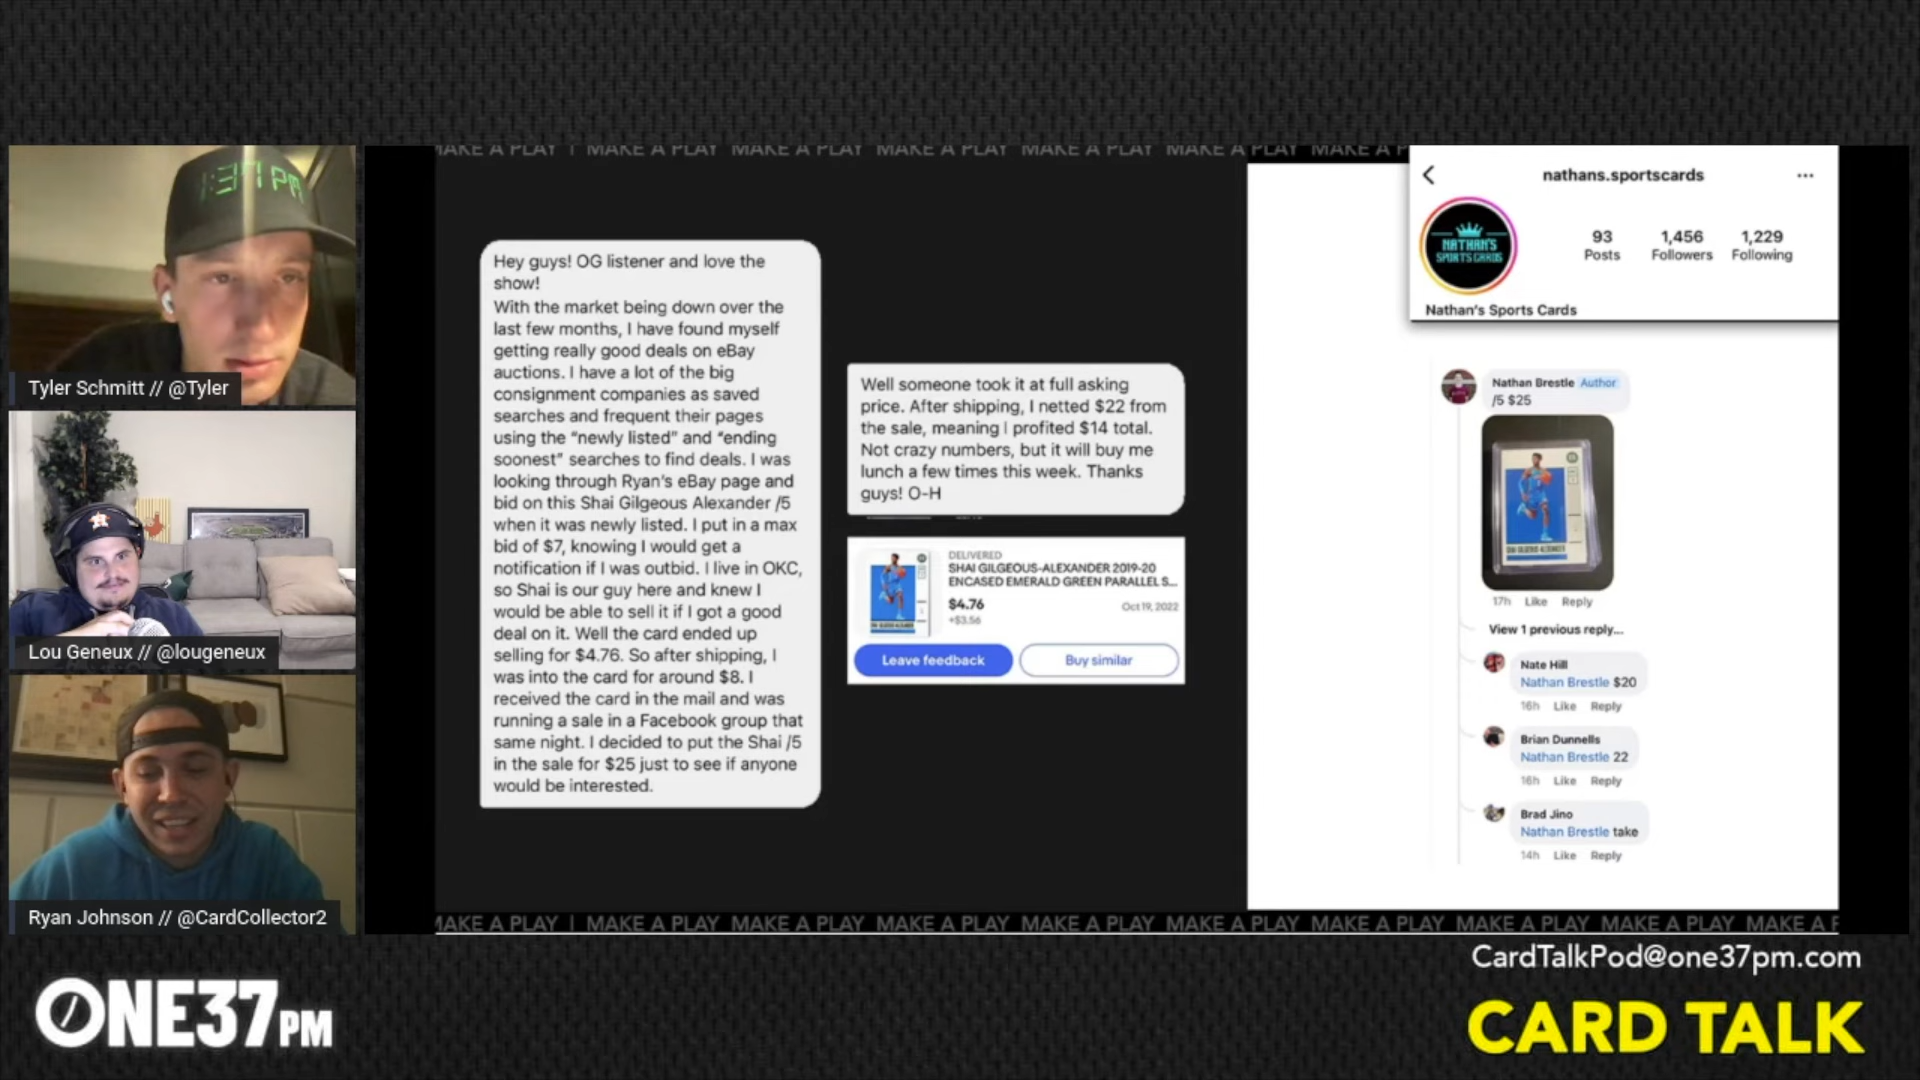 MAKE A PLAY | MAKE A PLAY MAKE A PLAY MAKE A PLAY MAKE A PLAY MAKE A PLAY MAKE A P
1:37 PM
Tyler Schmitt // @Tyler
Lou Geneux // @lougeneux
Ryan Johnson // @CardCollector2
Hey guys! OG listener and love the
show!
With the market being down over the
last few months, I have found myself
getting really good deals on eBay
auctions. I have a lot of the big
consignment companies as saved
searches and frequent their pages
using the “newly listed” and “ending
soonest” searches to find deals. I was
looking through Ryan’s eBay page and
bid on this Shai Gilgeous Alexander /5
when it was newly listed. I put in a max
bid of $7, knowing I would get a
notification if I was outbid. I live in OKC,
so Shai is our guy here and knew I
would be able to sell it if I got a good
deal on it. Well the card ended up
selling for $4.76. So after shipping, I
was into the card for around $8. I
received the card in the mail and was
running a sale in a Facebook group that
same night. I decided to put the Shai /5
in the sale for $25 just to see if anyone
would be interested.
Well someone took it at full asking
price. After shipping, I netted $22 from
the sale, meaning I profited $14 total.
Not crazy numbers, but it will buy me
lunch a few times this week. Thanks
guys! O-H
DELIVERED
SHAI GILGEOUS-ALEXANDER 2019-20
ENCASED EMERALD GREEN PARALLEL S...
$4.76
Oct 19, 2022
+$3.56
Leave feedback
Buy similar
nathans.sportscards
NATHAN'S
SPORTS CARDS
93
Posts
1,456
Followers
1,229
Following
Nathan's Sports Cards
Nathan Brestle Author
/5 $25
SHAI GILGEOUS-ALEXANDER
17h Like Reply
View 1 previous reply...
Nate Hill
Nathan Brestle $20
16h Like Reply
Brian Dunnells
Nathan Brestle 22
16h Like Reply
Brad Jino
Nathan Brestle take
14h Like Reply
MAKE A PLAY | MAKE A PLAY MAKE A PLAY MAKE A PLAY MAKE A PLAY MAKE A PLAY MAKE A PLAY MAKE A PLAY MAKE A PLAY MAKE A P
CardTalkPod@one37pm.com
ONE37PM
CARD TALK